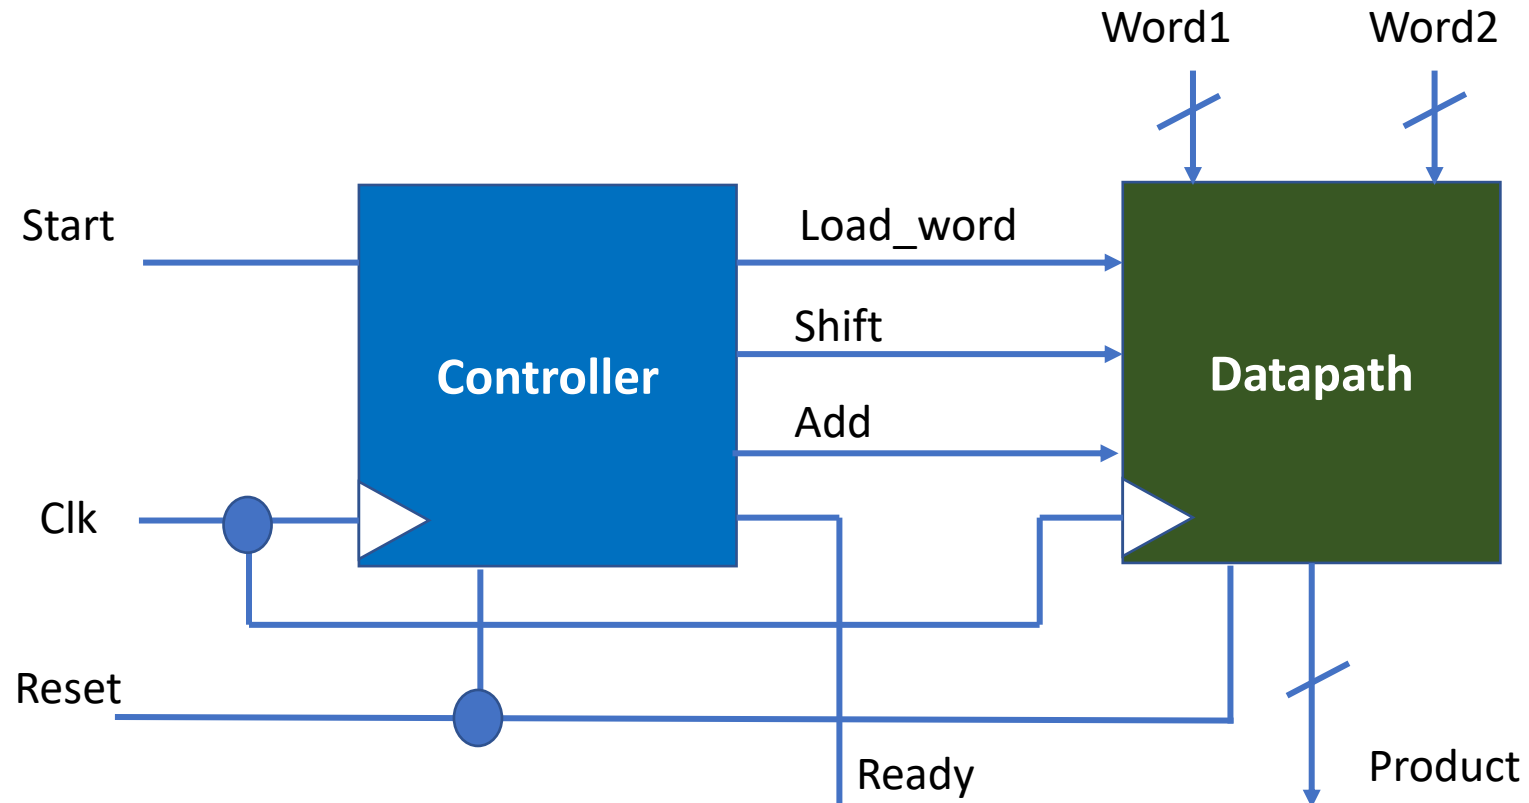 Word1
Word2
Start
Load_word
Shift
Controller
Datapath
Add
Clk
Reset
Ready
Product